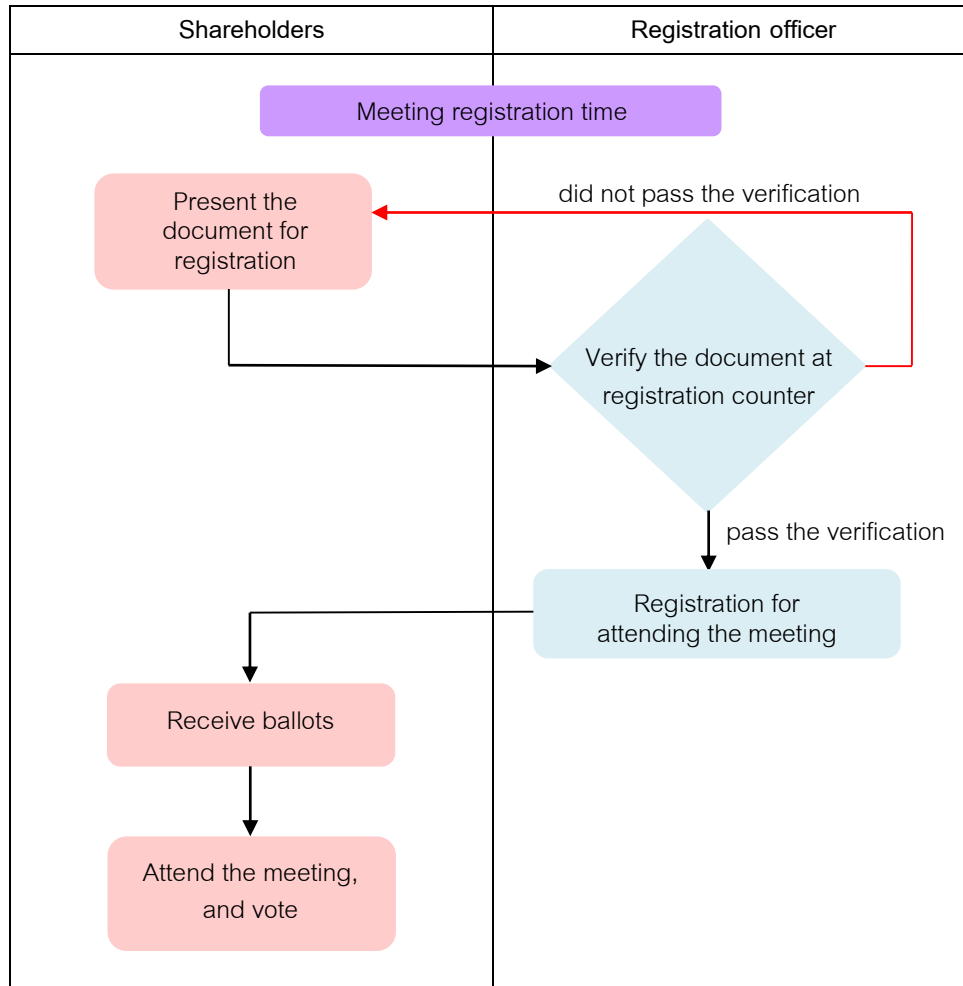 Shareholders
Registration officer
Meeting registration time
did not pass the verification
Present the
document for
registration
Verify the document at
registration counter
pass the verification
Registration for
attending the meeting
Receive ballots
Attend the meeting,
and vote